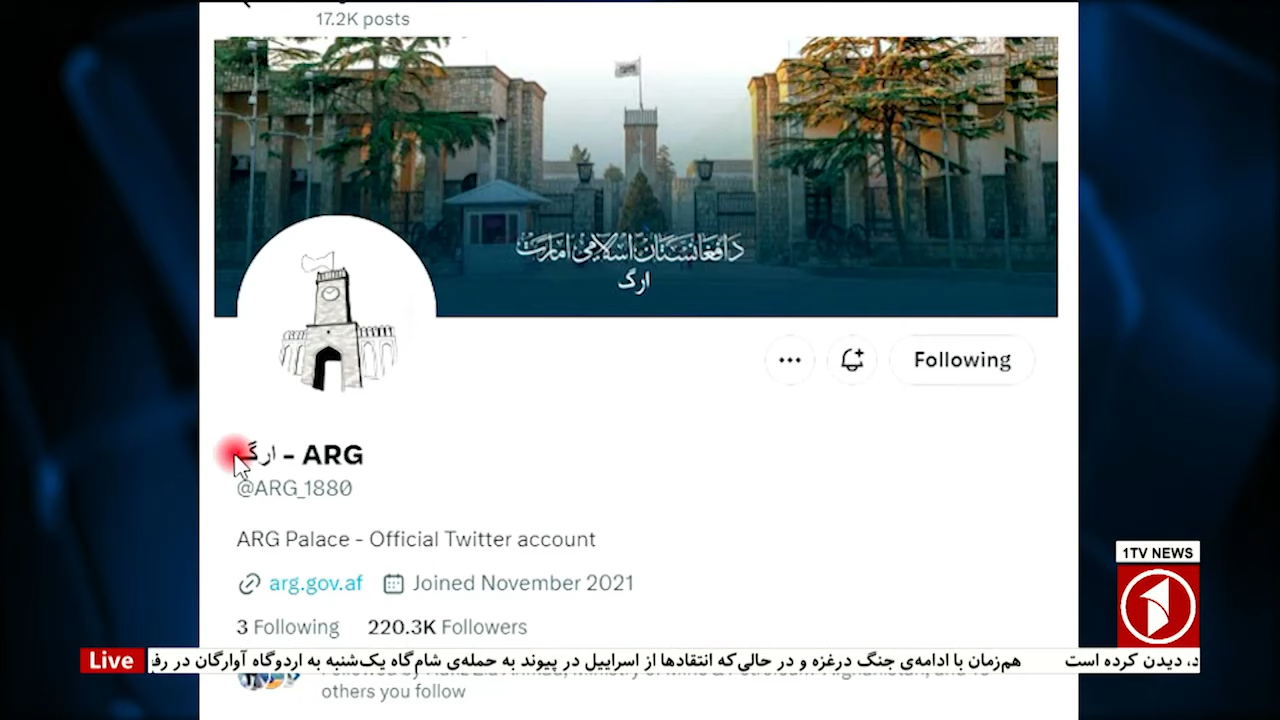 17.2K posts
دافغانستان اسلامي امارت
ارگ
Following
ارگ - ARG
@ARG_1880
ARG Palace - Official Twitter account
arg.gov.af Joined November 2021
3 Following 220.3K Followers
others you follow
1TV NEWS
Live
د، دیدن کرده است
هم‌زمان با ادامه‌ی جنگ درغزه و در حالی‌که انتقادها از اسراییل در پیوند به حمله‌ی شام‌گاه یک‌شنبه به اردوگاه آوارگان در رفـ